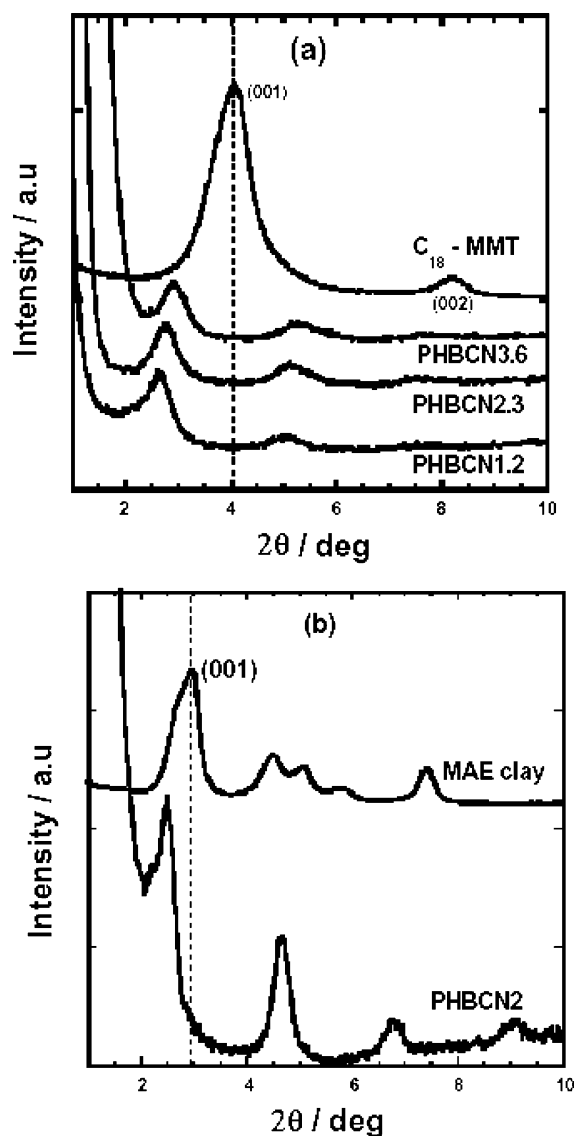 (a)
(001)
C18 - MMT
(002)
PHBCN3.6
PHBCN2.3
PHBCN1.2
Intensity / a.u
2 4 6 8 10
2θ / deg
(b)
(001)
MAE clay
PHBCN2
Intensity / a.u
2 4 6 8 10
2θ / deg